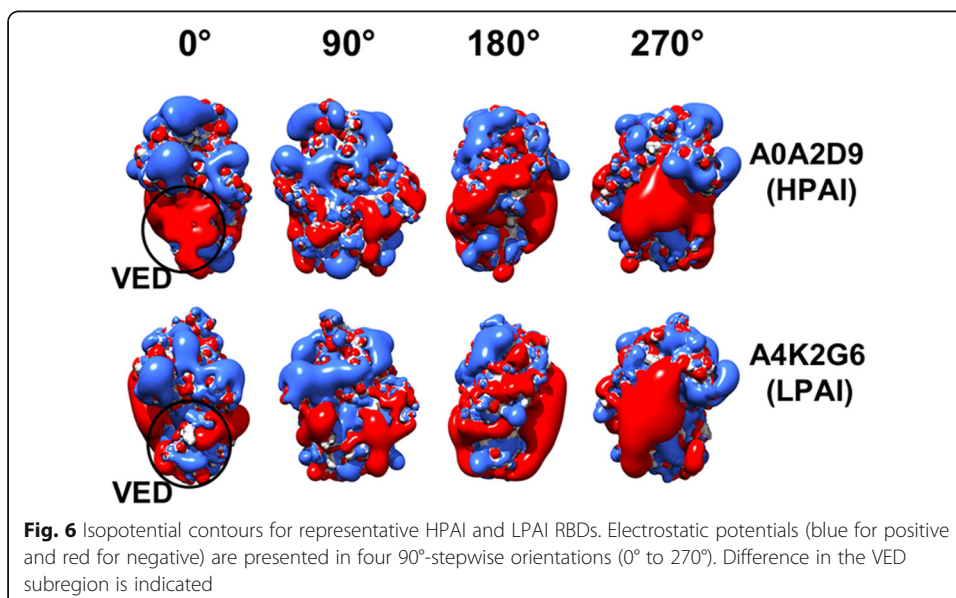 0° 90° 180° 270°
A0A2D9
(HPAI)
VED
A4K2G6
(LPAI)
VED
Fig. 6 Isopotential contours for representative HPAI and LPAI RBDs. Electrostatic potentials (blue for positive
and red for negative) are presented in four 90°-stepwise orientations (0° to 270°). Difference in the VED
subregion is indicated